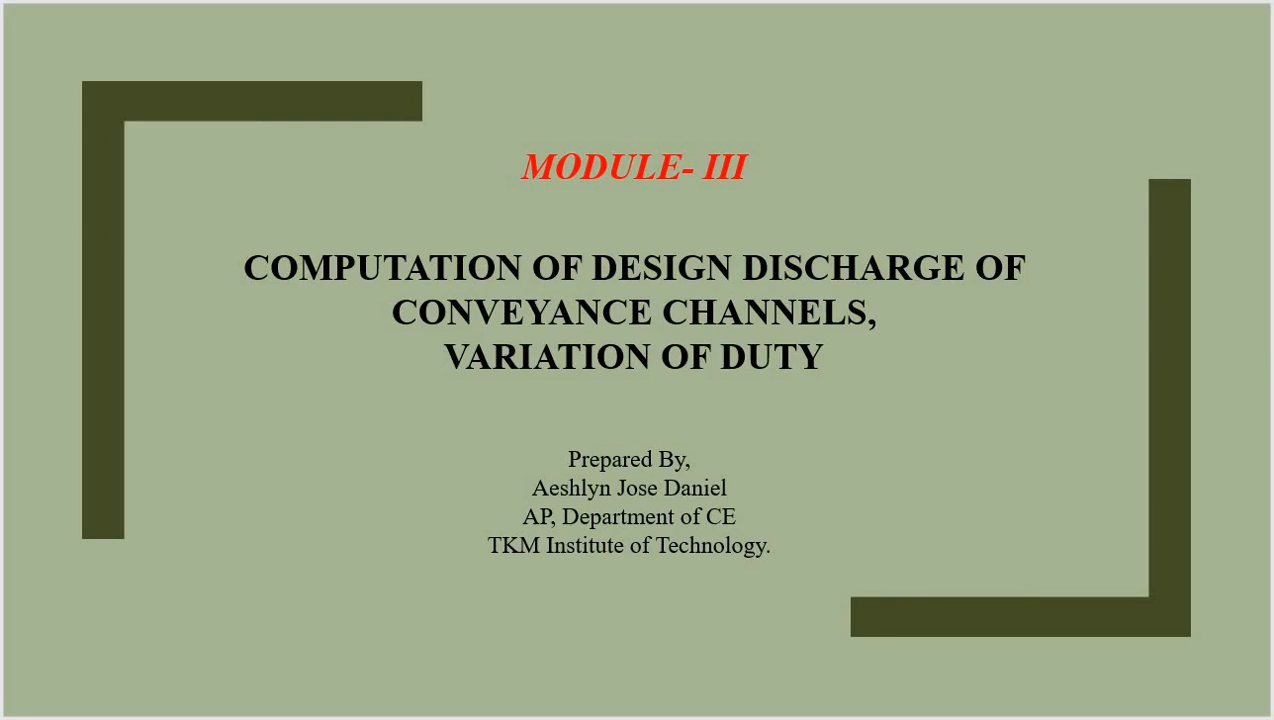 MODULE- III
COMPUTATION OF DESIGN DISCHARGE OF
CONVEYANCE CHANNELS,
VARIATION OF DUTY
Prepared By,
Aeshlyn Jose Daniel
AP, Department of CE
TKM Institute of Technology.